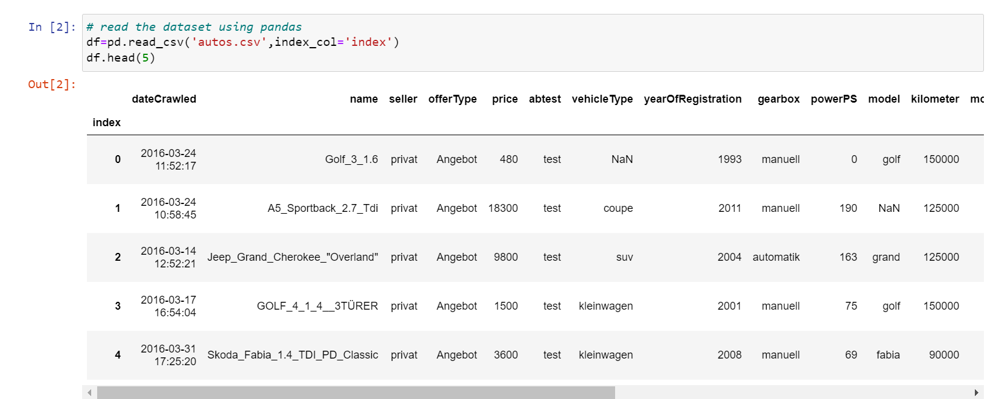 In [2]: # read the dataset using pandas
df=pd.read_csv('autos.csv',index_col='index')
df.head(5)
Out[2]:
dateCrawled name seller offerType price abtest vehicleType yearOfRegistration gearbox powerPS model kilometer mo
index
0 2016-03-24 11:52:17 Golf_3_1.6 privat Angebot 480 test NaN 1993 manuell 0 golf 150000
1 2016-03-24 10:58:45 A5_Sportback_2.7_Tdi privat Angebot 18300 test coupe 2011 manuell 190 NaN 125000
2 2016-03-14 12:52:21 Jeep_Grand_Cherokee_"Overland" privat Angebot 9800 test suv 2004 automatik 163 grand 125000
3 2016-03-17 16:54:04 GOLF_4_1_4__3TÜRER privat Angebot 1500 test kleinwagen 2001 manuell 75 golf 150000
4 2016-03-31 17:25:20 Skoda_Fabia_1.4_TDI_PD_Classic privat Angebot 3600 test kleinwagen 2008 manuell 69 fabia 90000